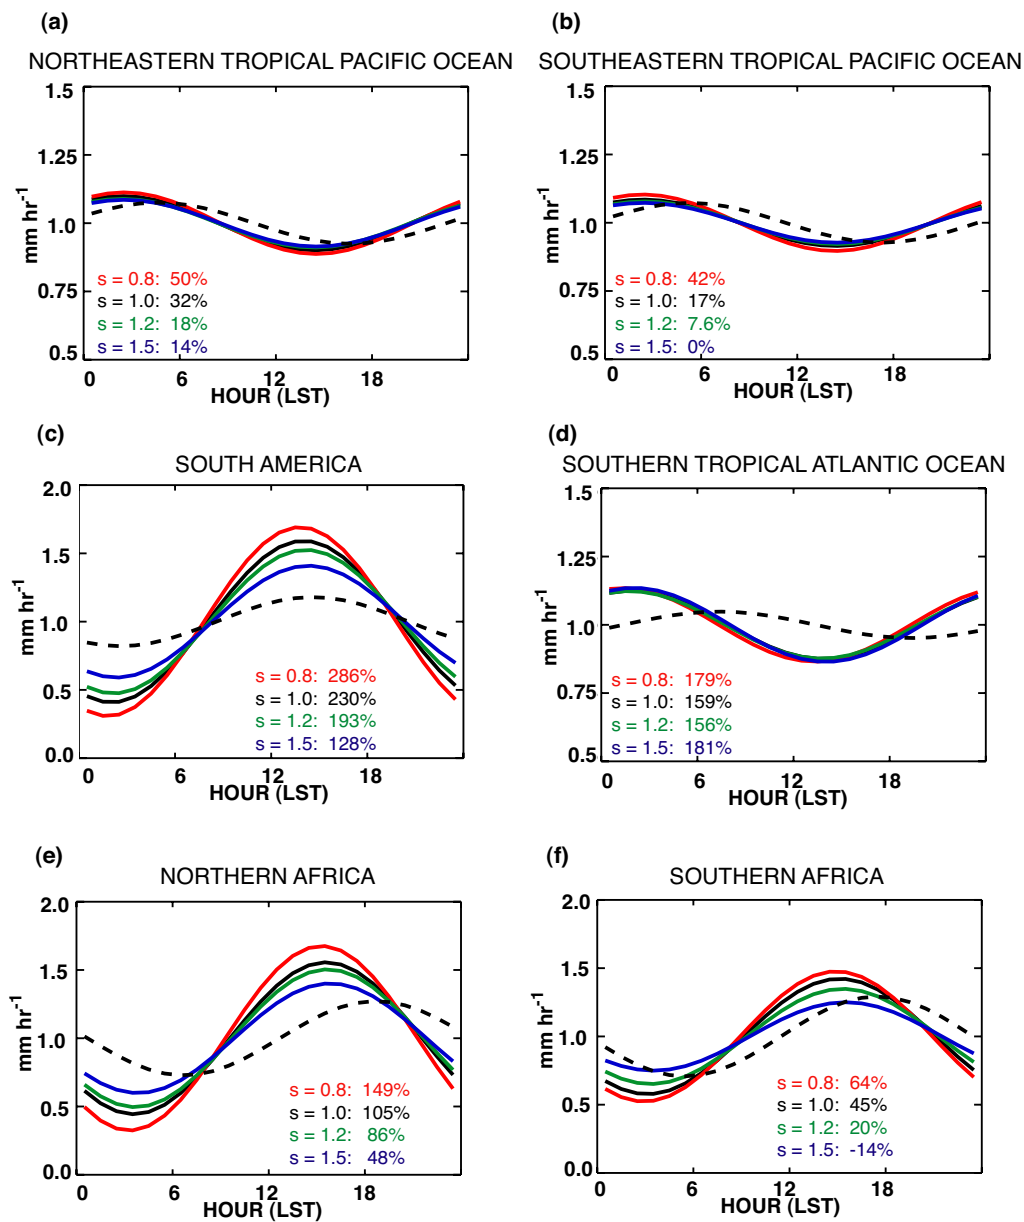 (a)
NORTHEASTERN TROPICAL PACIFIC OCEAN
1.5
1.25
1.0
0.75
0.5
mm hr-1
s = 0.8: 50%
s = 1.0: 32%
s = 1.2: 18%
s = 1.5: 14%
0 6 12 18
HOUR (LST)
(b)
SOUTHEASTERN TROPICAL PACIFIC OCEAN
1.5
1.25
1.0
0.75
0.5
mm hr-1
s = 0.8: 42%
s = 1.0: 17%
s = 1.2: 7.6%
s = 1.5: 0%
0 6 12 18
HOUR (LST)
(c)
SOUTH AMERICA
2.0
1.5
1.0
0.5
0.0
mm hr-1
s = 0.8: 286%
s = 1.0: 230%
s = 1.2: 193%
s = 1.5: 128%
0 6 12 18
HOUR (LST)
(d)
SOUTHERN TROPICAL ATLANTIC OCEAN
1.5
1.25
1.0
0.75
0.5
mm hr-1
s = 0.8: 179%
s = 1.0: 159%
s = 1.2: 156%
s = 1.5: 181%
0 6 12 18
HOUR (LST)
(e)
NORTHERN AFRICA
2.0
1.5
1.0
0.5
0.0
mm hr-1
s = 0.8: 149%
s = 1.0: 105%
s = 1.2: 86%
s = 1.5: 48%
0 6 12 18
HOUR (LST)
(f)
SOUTHERN AFRICA
2.0
1.5
1.0
0.5
0.0
mm hr-1
s = 0.8: 64%
s = 1.0: 45%
s = 1.2: 20%
s = 1.5: -14%
0 6 12 18
HOUR (LST)